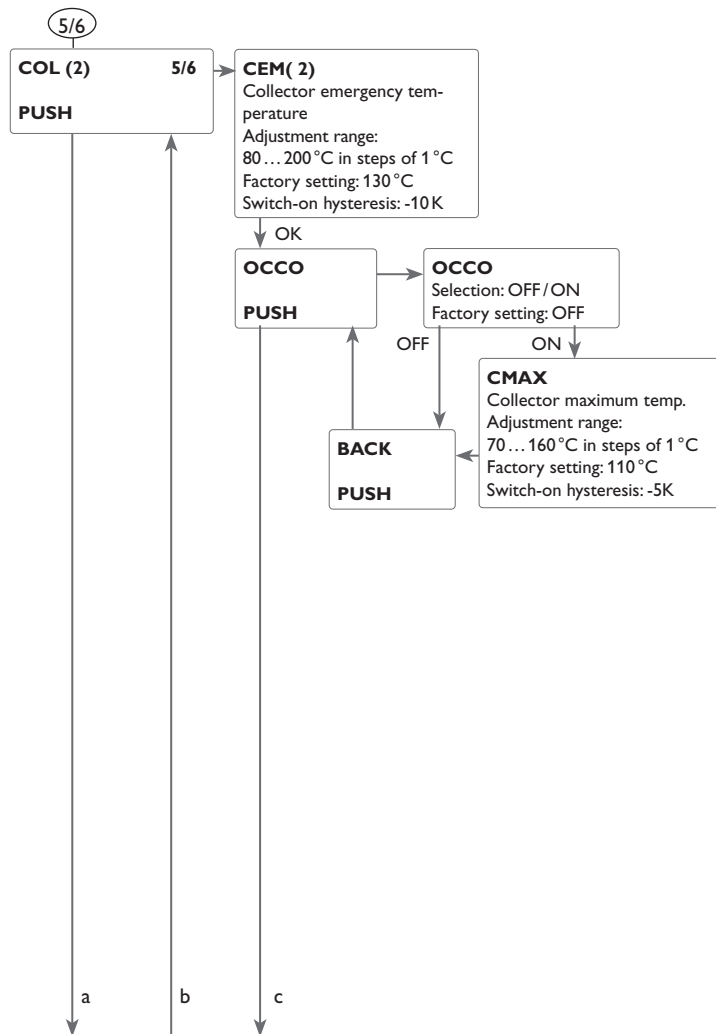 5/6
COL (2) 5/6
PUSH
CEM( 2)
Collector emergency tem-
perature
Adjustment range:
80…200 °C in steps of 1 °C
Factory setting: 130 °C
Switch-on hysteresis: -10 K
OK
OCCO
PUSH
OCCO
Selection: OFF / ON
Factory setting: OFF
OFF
ON
CMAX
Collector maximum temp.
Adjustment range:
70…160 °C in steps of 1 °C
Factory setting: 110 °C
Switch-on hysteresis: -5K
BACK
PUSH
a
b
c